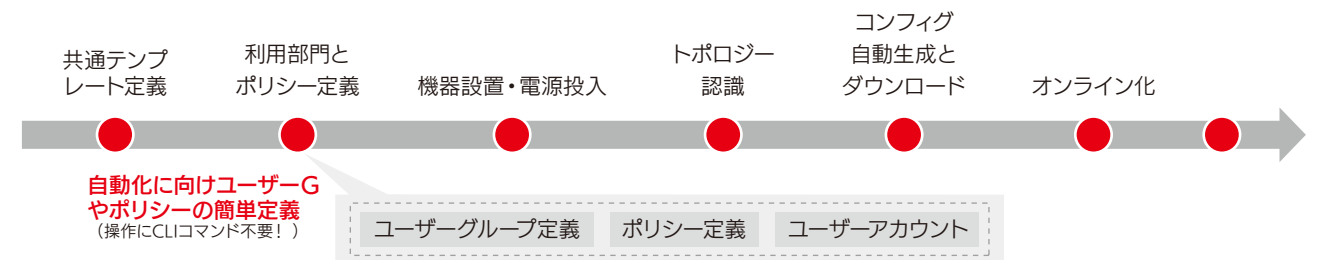 共通テンプ
レート定義
利用部門と
ポリシー定義
機器設置・電源投入
トポロジー
認識
コンフィグ
自動生成と
ダウンロード
オンライン化
自動化に向けユーザーG
やポリシーの簡単定義
（操作にCLIコマンド不要！）
ユーザーグループ定義
ポリシー定義
ユーザーアカウント